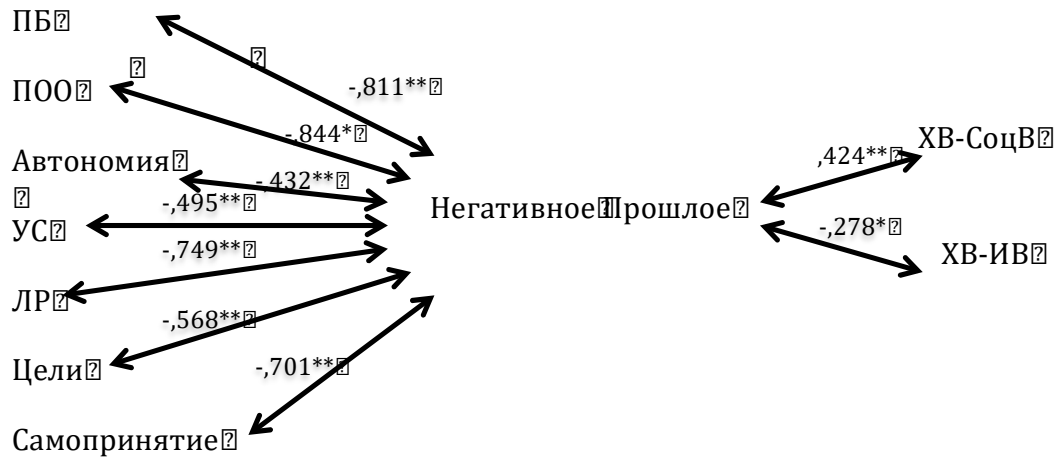 ПБ
-,811**
ПОО
-,844*
Автономия
-,432**
УС
-,495**
ЛР
-,749**
Цели
-,568**
Самопринятие
-,701**
Негативное Прошлое
,424**
ХВ-СоцВ
-,278*
ХВ-ИВ